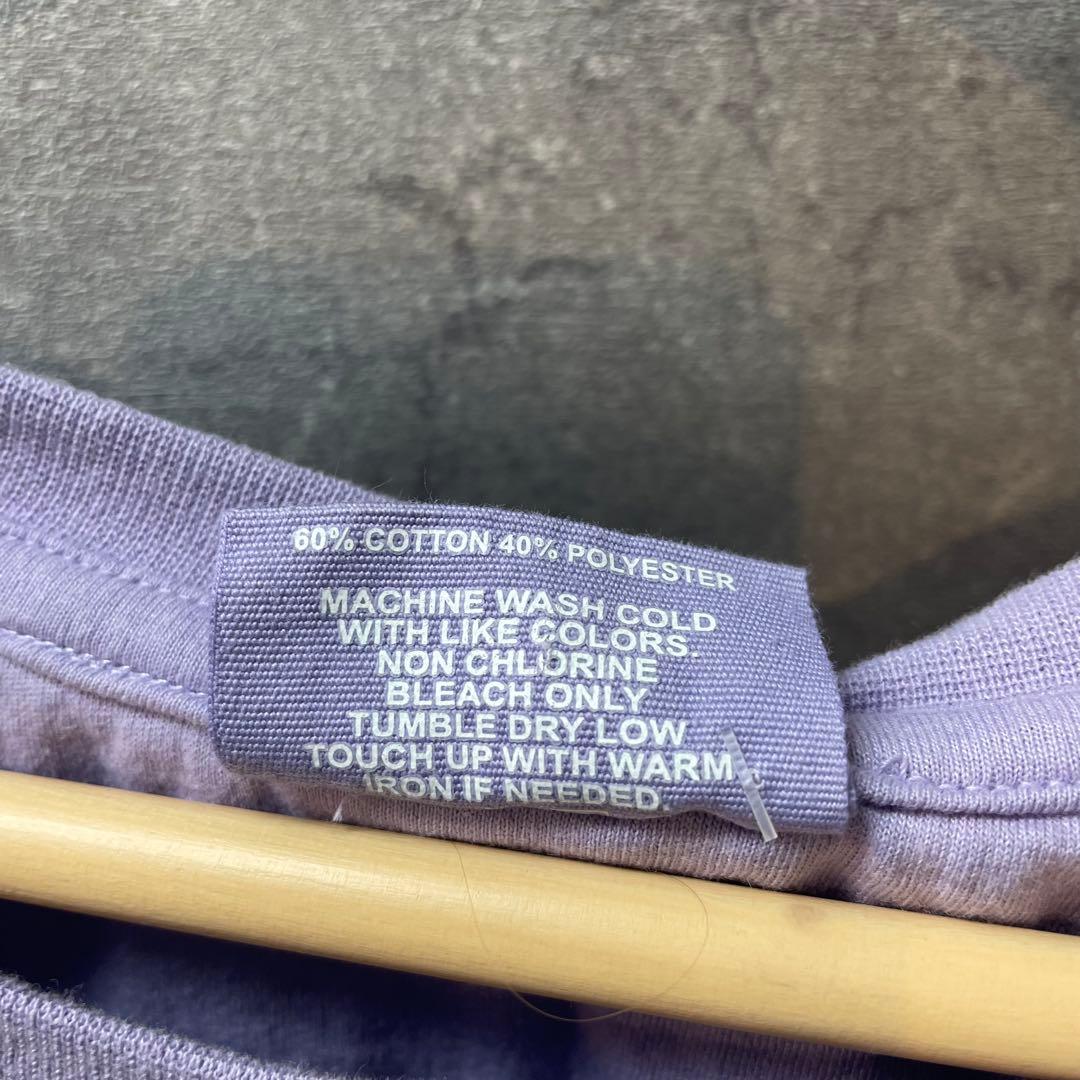 60% COTTON 40% POLYESTER
MACHINE WASH COLD
WITH LIKE COLORS.
NON CHLORINE
BLEACH ONLY
TUMBLE DRY LOW
TOUCH UP WITH WARM
IRON IF NEEDED.